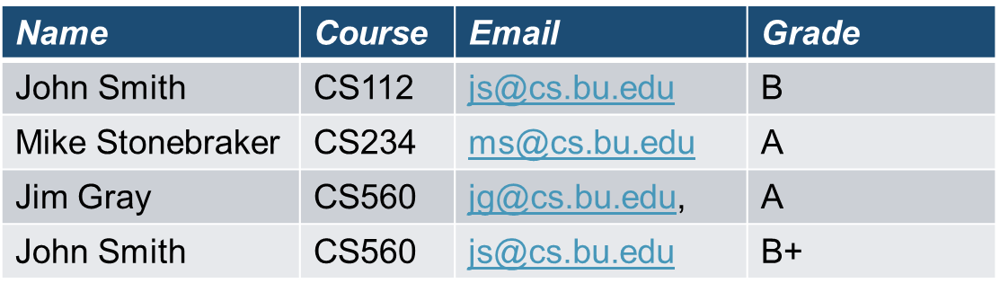 Name Course Email Grade
John Smith CS112 js@cs.bu.edu B
Mike Stonebraker CS234 ms@cs.bu.edu A
Jim Gray CS560 jg@cs.bu.edu, A
John Smith CS560 js@cs.bu.edu B+